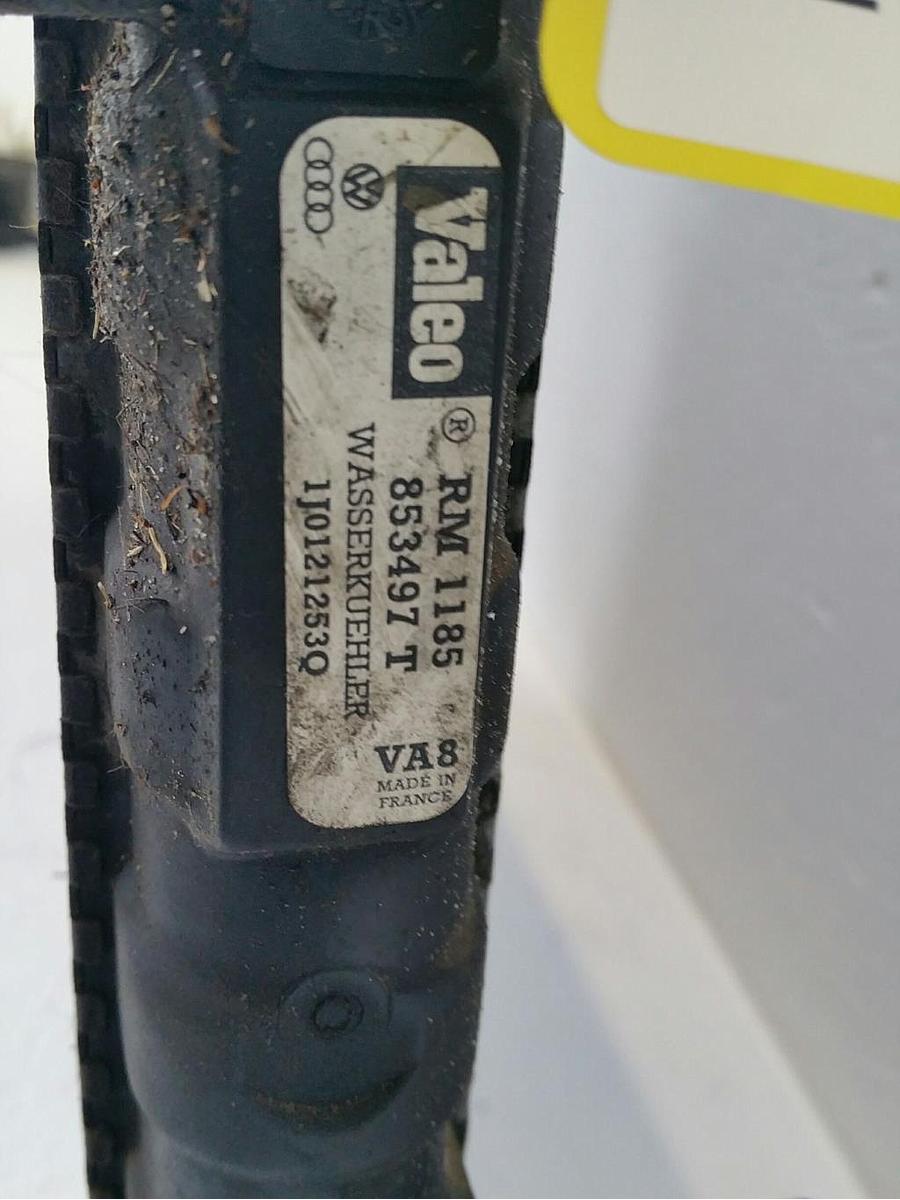 Valeo® RM 1185
853497 T
WASSERKUEHLER
1J0121253Q
VA8
MADE IN
FRANCE